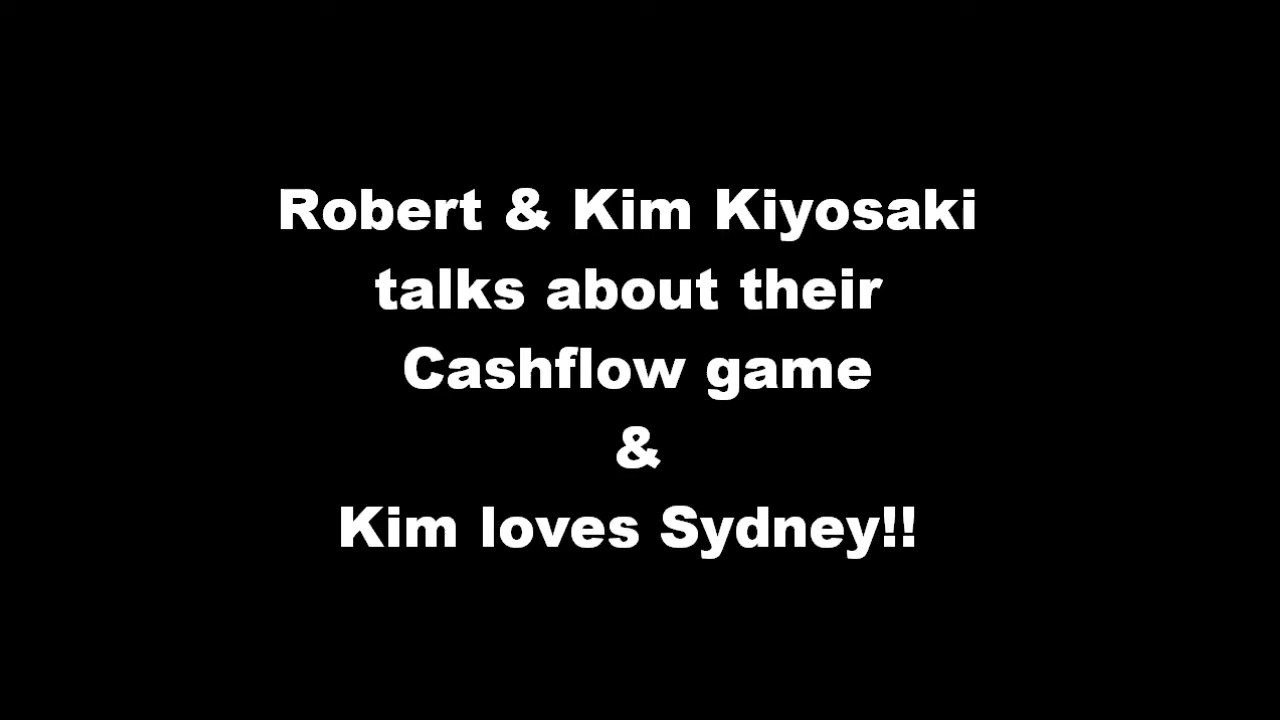 Robert & Kim Kiyosaki
talks about their
Cashflow game
&
Kim loves Sydney!!